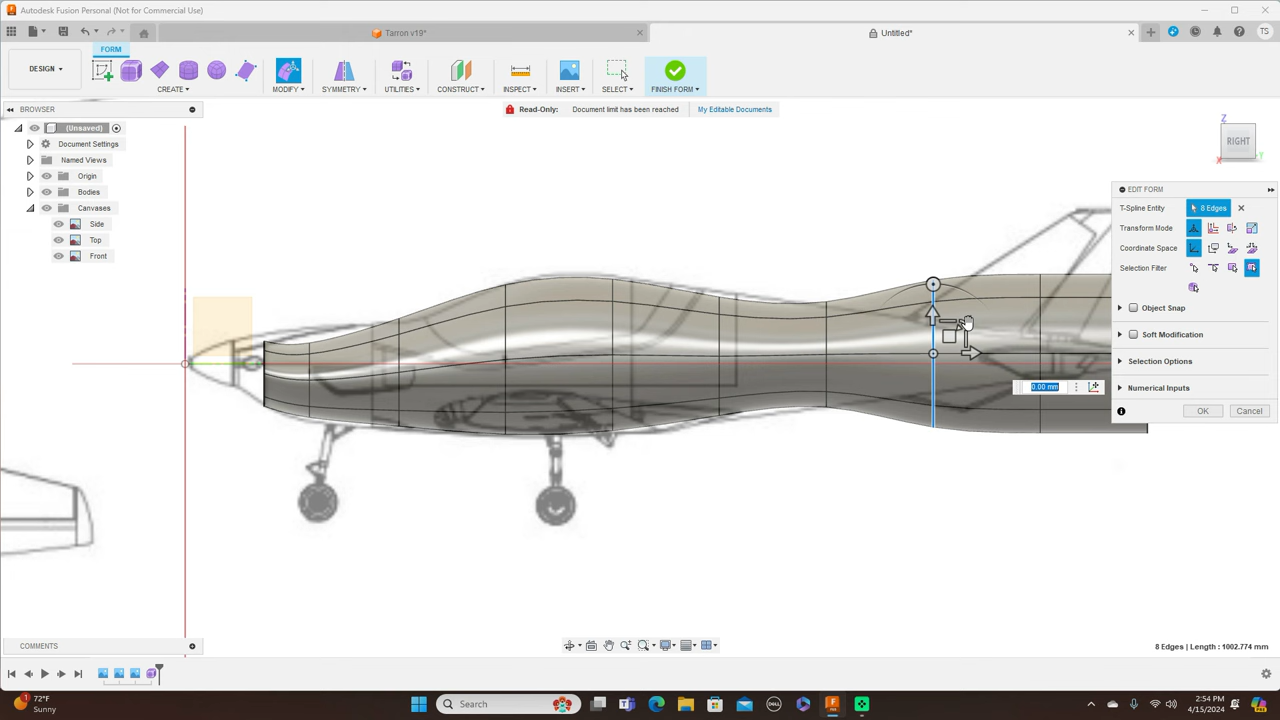 Autodesk Fusion Personal (Not for Commercial Use)
Tarron v19*
Untitled*
TS
DESIGN
FORM
CREATE
MODIFY
SYMMETRY
UTILITIES
CONSTRUCT
INSPECT
INSERT
SELECT
FINISH FORM
BROWSER
Read-Only: Document limit has been reached My Editable Documents
(Unsaved)
Document Settings
Named Views
Origin
Bodies
Canvases
Side
Top
Front
Z
RIGHT
X
Y
EDIT FORM
T-Spline Entity 8 Edges
Transform Mode
Coordinate Space
Selection Filter
Object Snap
Soft Modification
Selection Options
Numerical Inputs
OK Cancel
0.00 mm
COMMENTS
8 Edges | Length : 1002.774 mm
72°F
Sunny
Search
2:54 PM
4/15/2024